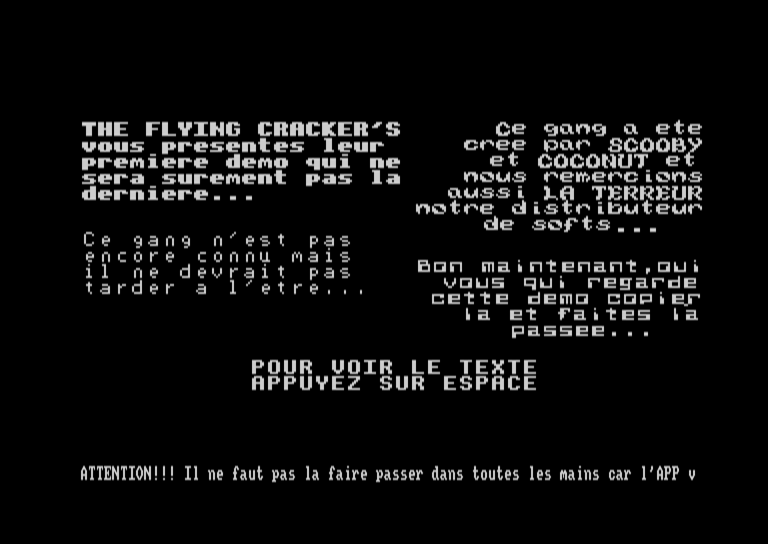 THE FLYING CRACKER'S
vous presentes leur
premiere demo qui ne
sera surement pas la
derniere...
Ce gang n'est pas
encore connu mais
il ne devrait pas
tarder a l'etre...
Ce gang a ete
cree par SCOOBY
et COCONUT et
nous remercions
aussi LA TERREUR
notre distributeur
de softs...
Bon maintenant,oui
vous qui regarde
cette demo copier
la et faites la
passee...
POUR VOIR LE TEXTE
APPUYEZ SUR ESPACE
ATTENTION!!! Il ne faut pas la faire passer dans toutes les mains car l'APP v